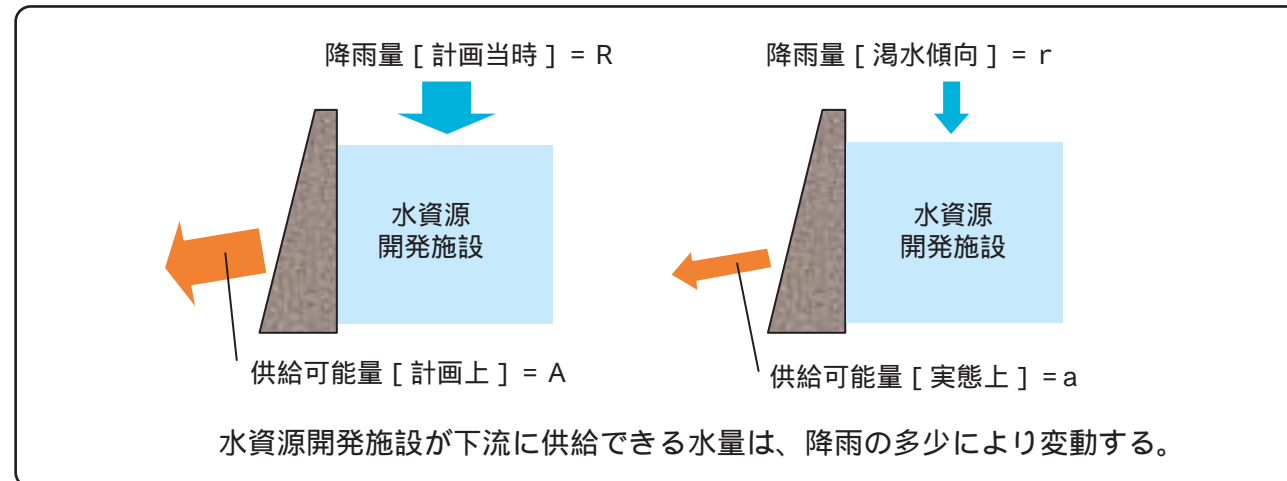 降雨量 [ 計画当時 ] = R
降雨量 [ 渇水傾向 ] = r
水資源
開発施設
水資源
開発施設
供給可能量 [ 計画上 ] = A
供給可能量 [ 実態上 ] = a
水資源開発施設が下流に供給できる水量は、降雨の多少により変動する。